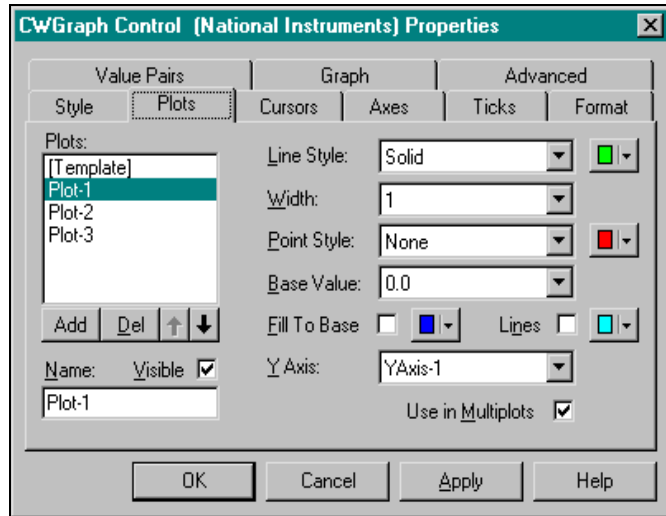 CWGraph Control (National Instruments) Properties
Value Pairs Graph Advanced
Style Plots Cursors Axes Ticks Format
Plots:
[Template]
Plot-1
Plot-2
Plot-3
Add Del
Name: Visible
Plot-1
Line Style: Solid
Width: 1
Point Style: None
Base Value: 0.0
Fill To Base Lines
Y Axis: YAxis-1
Use in Multiplots
OK Cancel Apply Help